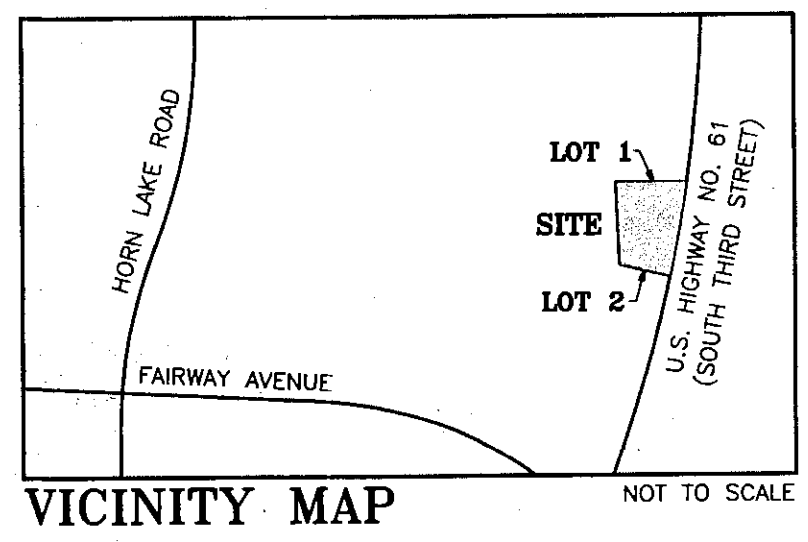 HORN LAKE ROAD
LOT 1
SITE
LOT 2
U.S. HIGHWAY NO. 61
(SOUTH THIRD STREET)
FAIRWAY AVENUE
VICINITY MAP
NOT TO SCALE